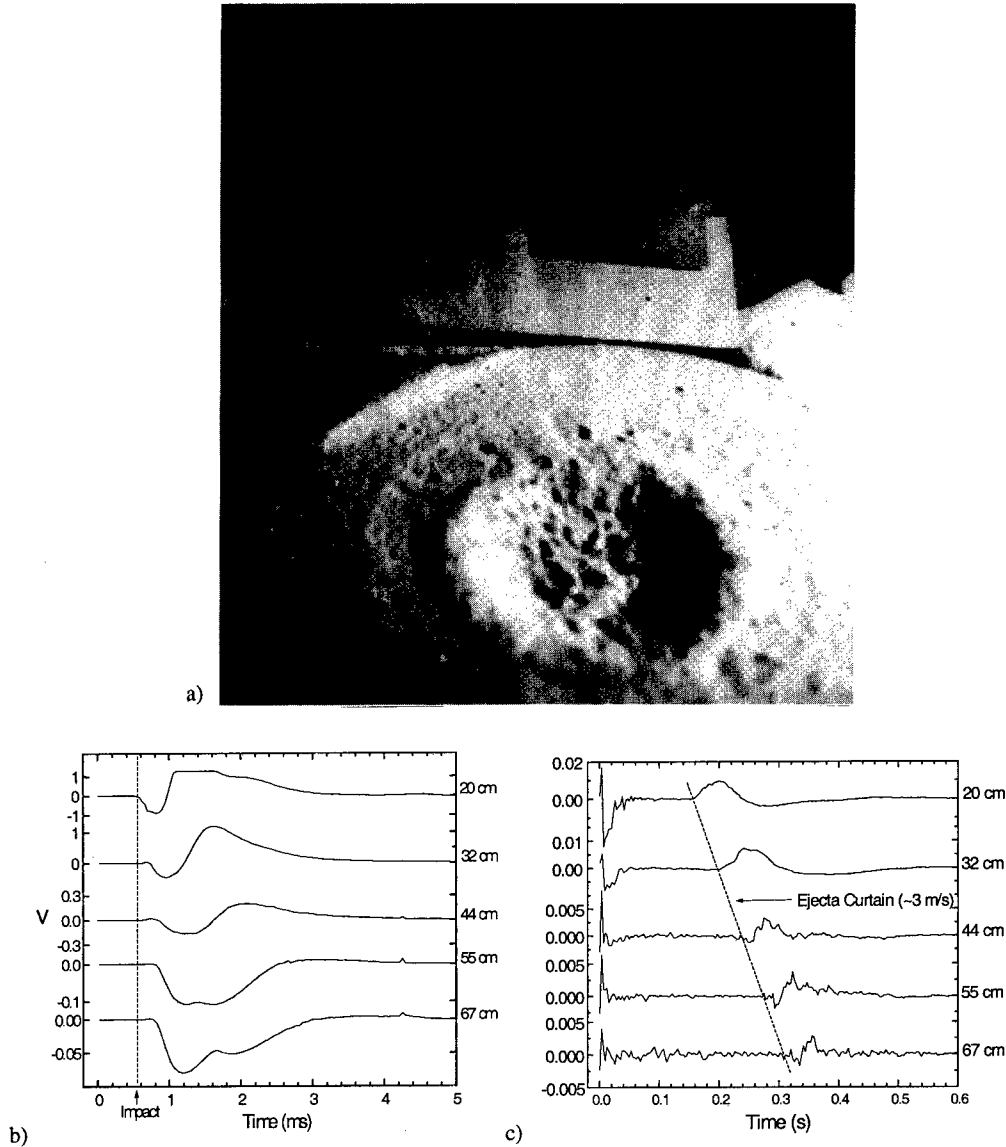 a)
1
0
-1
20 cm
1
0
32 cm
0.3
0.0
-0.3
44 cm
V
0.0
-0.1
55 cm
0.00
-0.05
67 cm
0 1 2 3 4 5
Impact
Time (ms)
b)
0.02
0.00
20 cm
0.01
0.00
32 cm
Ejecta Curtain (~3 m/s)
0.005
0.000
44 cm
0.005
0.000
55 cm
0.005
0.000
-0.005
67 cm
0.0 0.1 0.2 0.3 0.4 0.5 0.6
Time (s)
c)